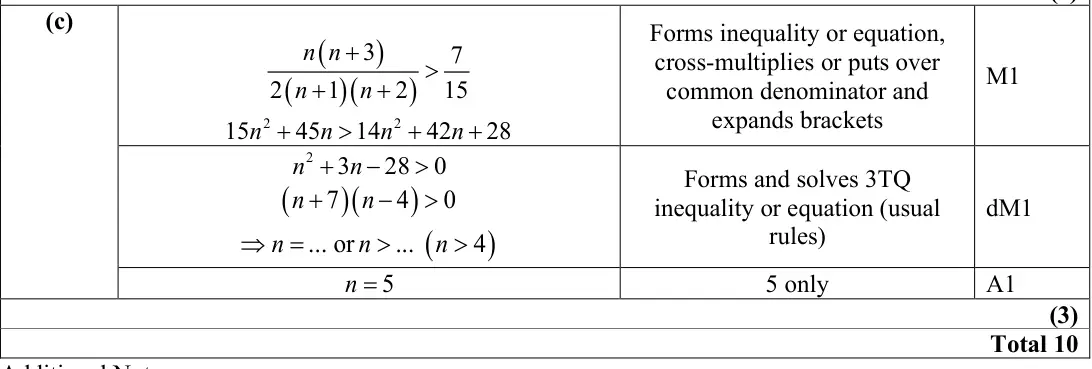 (c)
n(n+3)/2(n+1)(n+2) > 7/15
15n² + 45n > 14n² + 42n + 28
Forms inequality or equation,
cross-multiplies or puts over
common denominator and
expands brackets
M1
n² + 3n − 28 > 0
(n+7)(n−4) > 0
⇒ n = ... or n > ... (n > 4)
Forms and solves 3TQ
inequality or equation (usual
rules)
dM1
n = 5
5 only
A1
(3)
Total 10